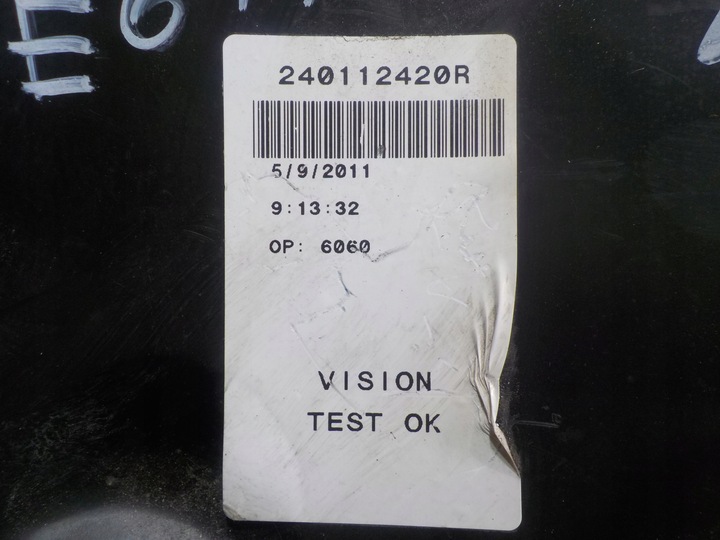 240112420R
5/9/2011
9:13:32
OP: 6060
VISION
TEST OK